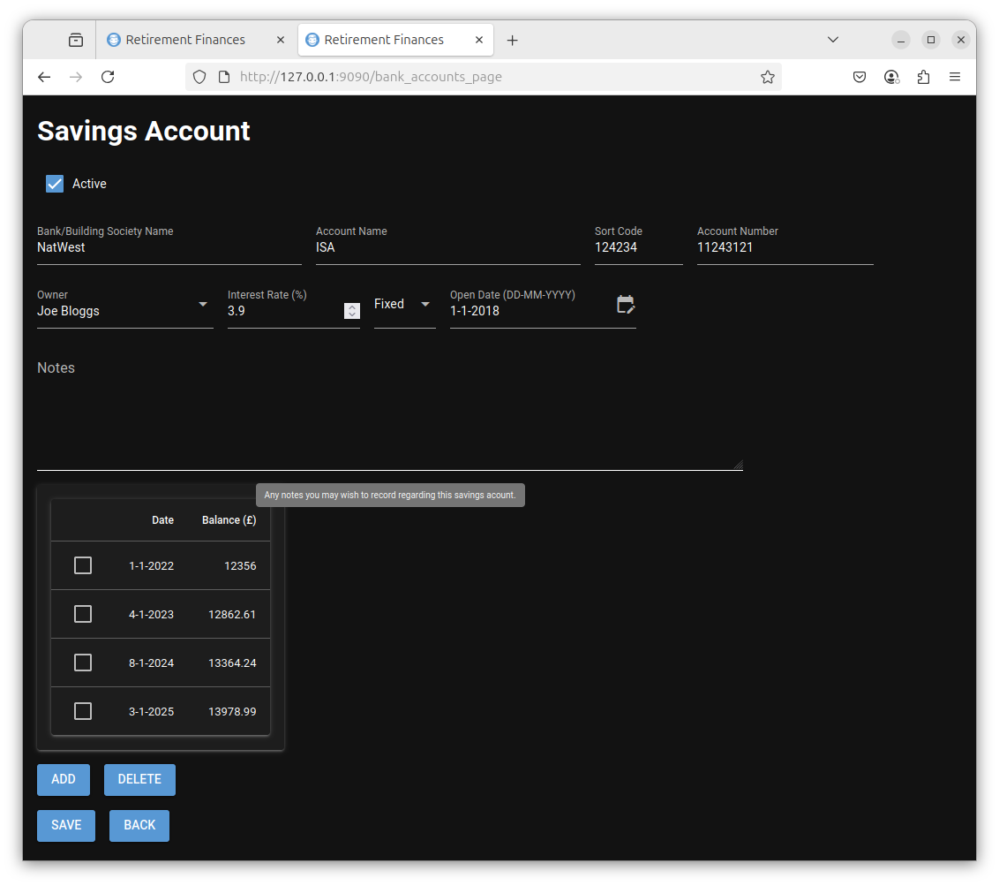 Retirement Finances
Retirement Finances
http://127.0.0.1:9090/bank_accounts_page
Savings Account
Active
Bank/Building Society Name
NatWest
Account Name
ISA
Sort Code
124234
Account Number
11243121
Owner
Joe Bloggs
Interest Rate (%)
3.9
Fixed
Open Date (DD-MM-YYYY)
1-1-2018
Notes
Any notes you may wish to record regarding this savings acount.
Date Balance (£)
1-1-2022 12356
4-1-2023 12862.61
8-1-2024 13364.24
3-1-2025 13978.99
ADD DELETE
SAVE BACK